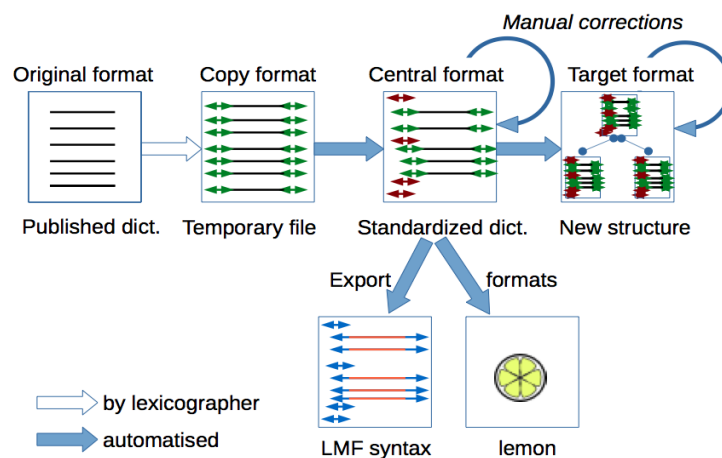 Manual corrections
Original format
Copy format
Central format
Target format
Published dict.
Temporary file
Standardized dict.
New structure
Export
formats
by lexicographer
automatised
LMF syntax
lemon